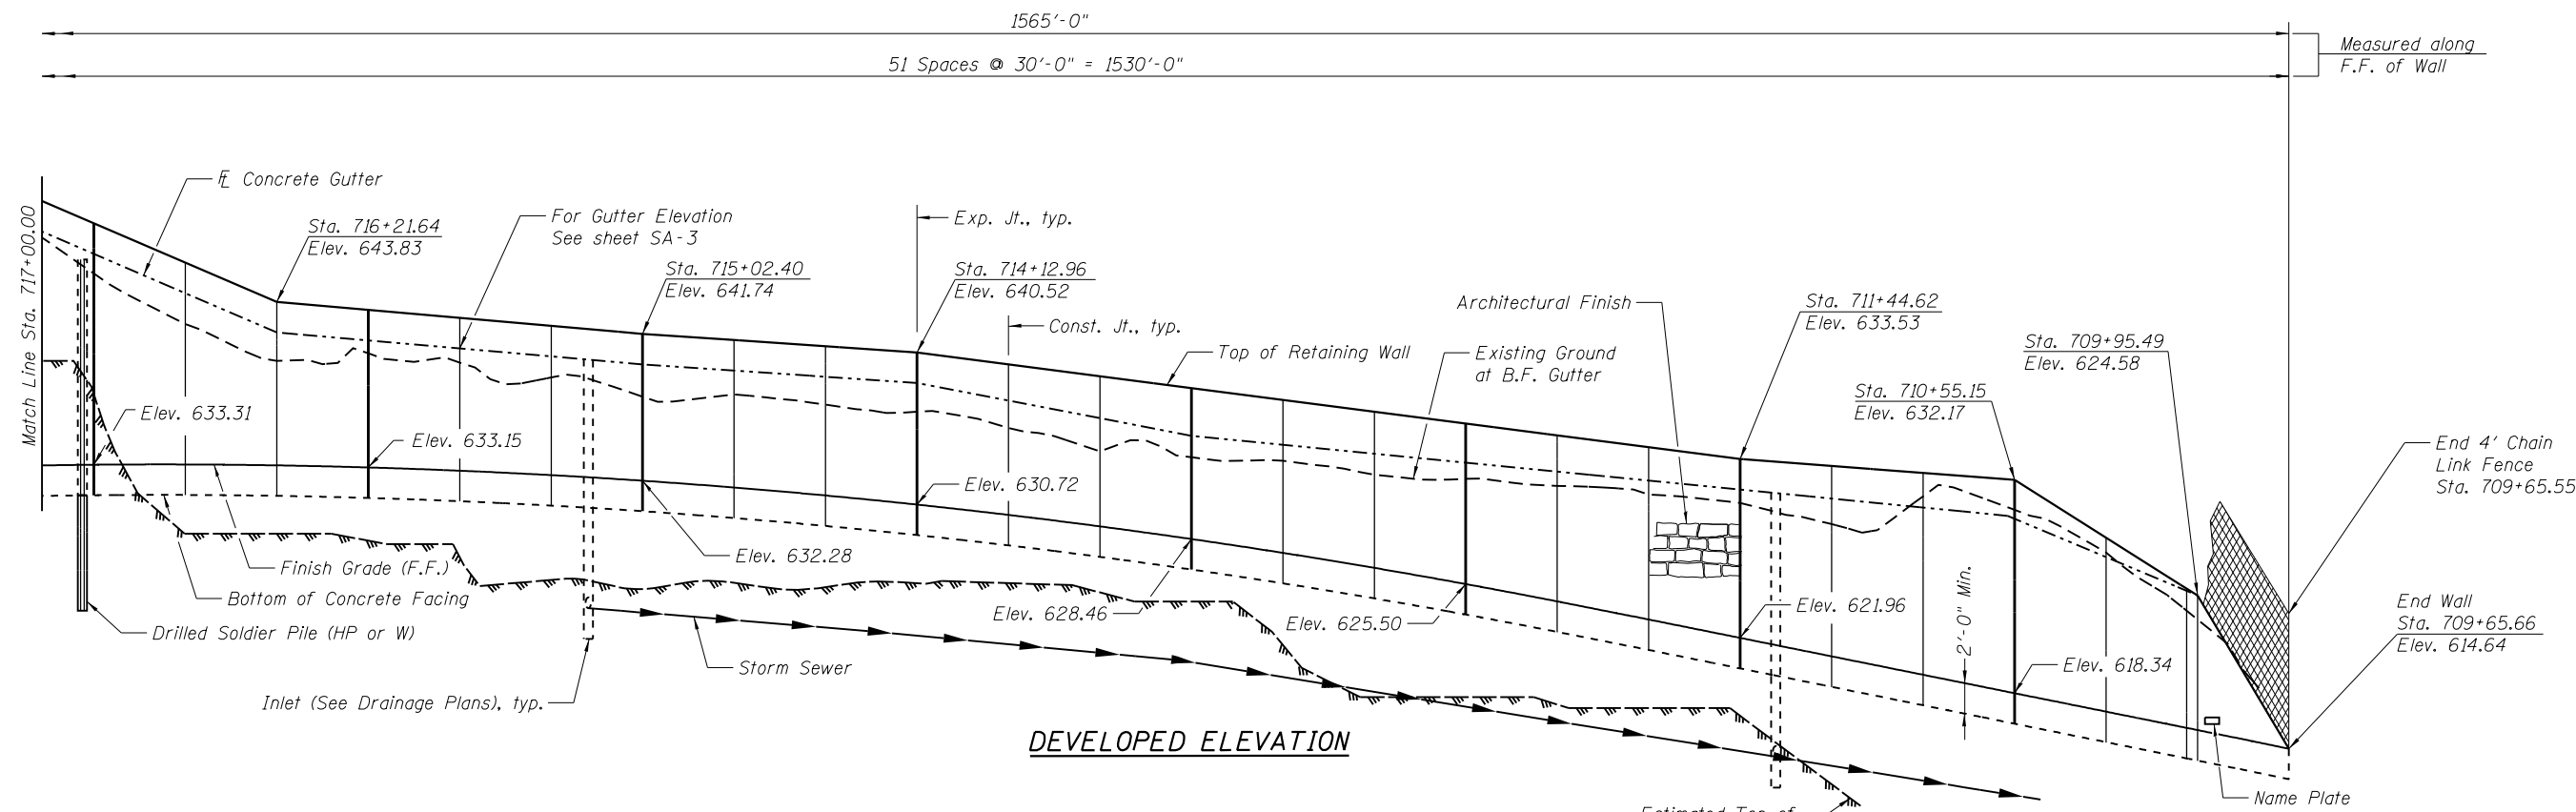 1565'-0"
51 Spaces @ 30'-0" = 1530'-0"
Measured along
F.F. of Wall
Match Line Sta. 717+00.00
℄ Concrete Gutter
Sta. 716+21.64
Elev. 643.83
For Gutter Elevation
See sheet SA-3
Sta. 715+02.40
Elev. 641.74
Exp. Jt., typ.
Sta. 714+12.96
Elev. 640.52
Const. Jt., typ.
Top of Retaining Wall
Architectural Finish
Existing Ground
at B.F. Gutter
Sta. 711+44.62
Elev. 633.53
Sta. 709+95.49
Elev. 624.58
Sta. 710+55.15
Elev. 632.17
End 4' Chain
Link Fence
Sta. 709+65.55
Elev. 633.31
Elev. 633.15
Elev. 632.28
Elev. 630.72
Elev. 628.46
Elev. 625.50
Elev. 621.96
2'-0" Min.
Elev. 618.34
End Wall
Sta. 709+65.66
Elev. 614.64
Finish Grade (F.F.)
Bottom of Concrete Facing
Drilled Soldier Pile (HP or W)
Storm Sewer
Inlet (See Drainage Plans), typ.
DEVELOPED ELEVATION
Name Plate
Estimated Top of